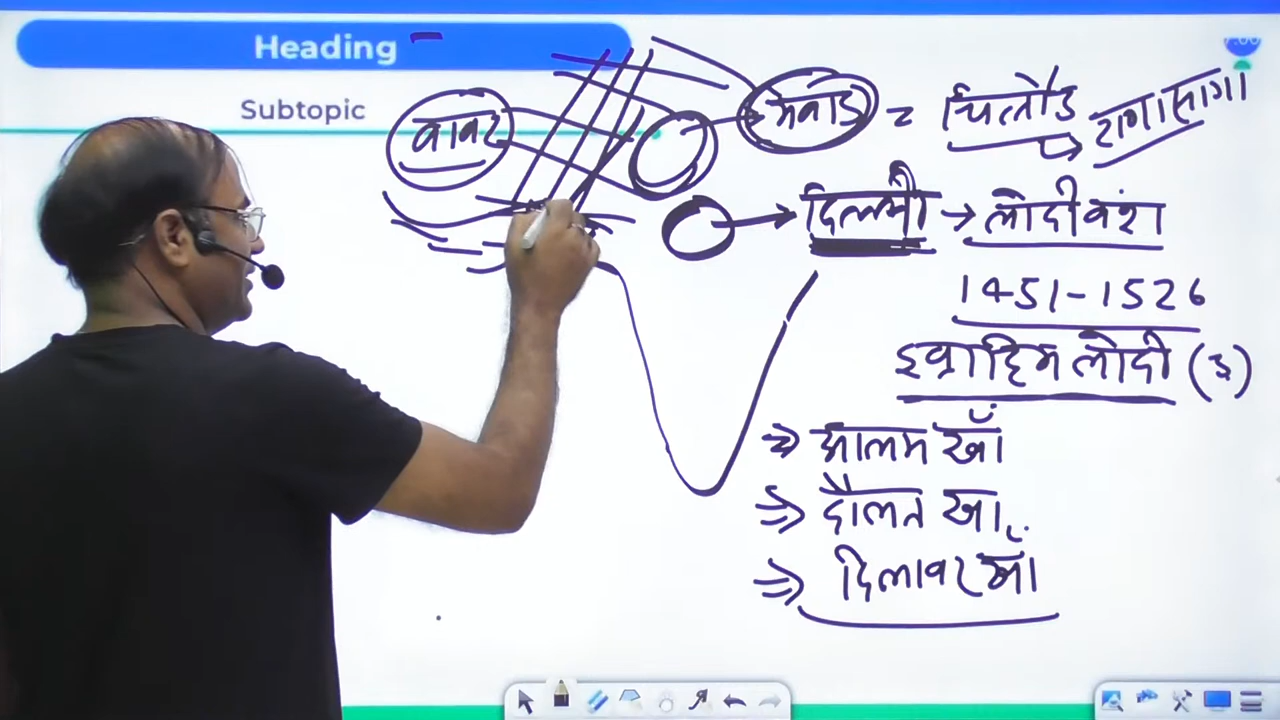 Heading
Subtopic
बाबर
मेवाड = चित्तौड
राणा सांगा
दिल्ली → लोदी वंश
1451-1526
इब्राहिम लोदी (इ)
⇒ आलम खाँ
⇒ दौलत खां
⇒ दिलावर खाँ